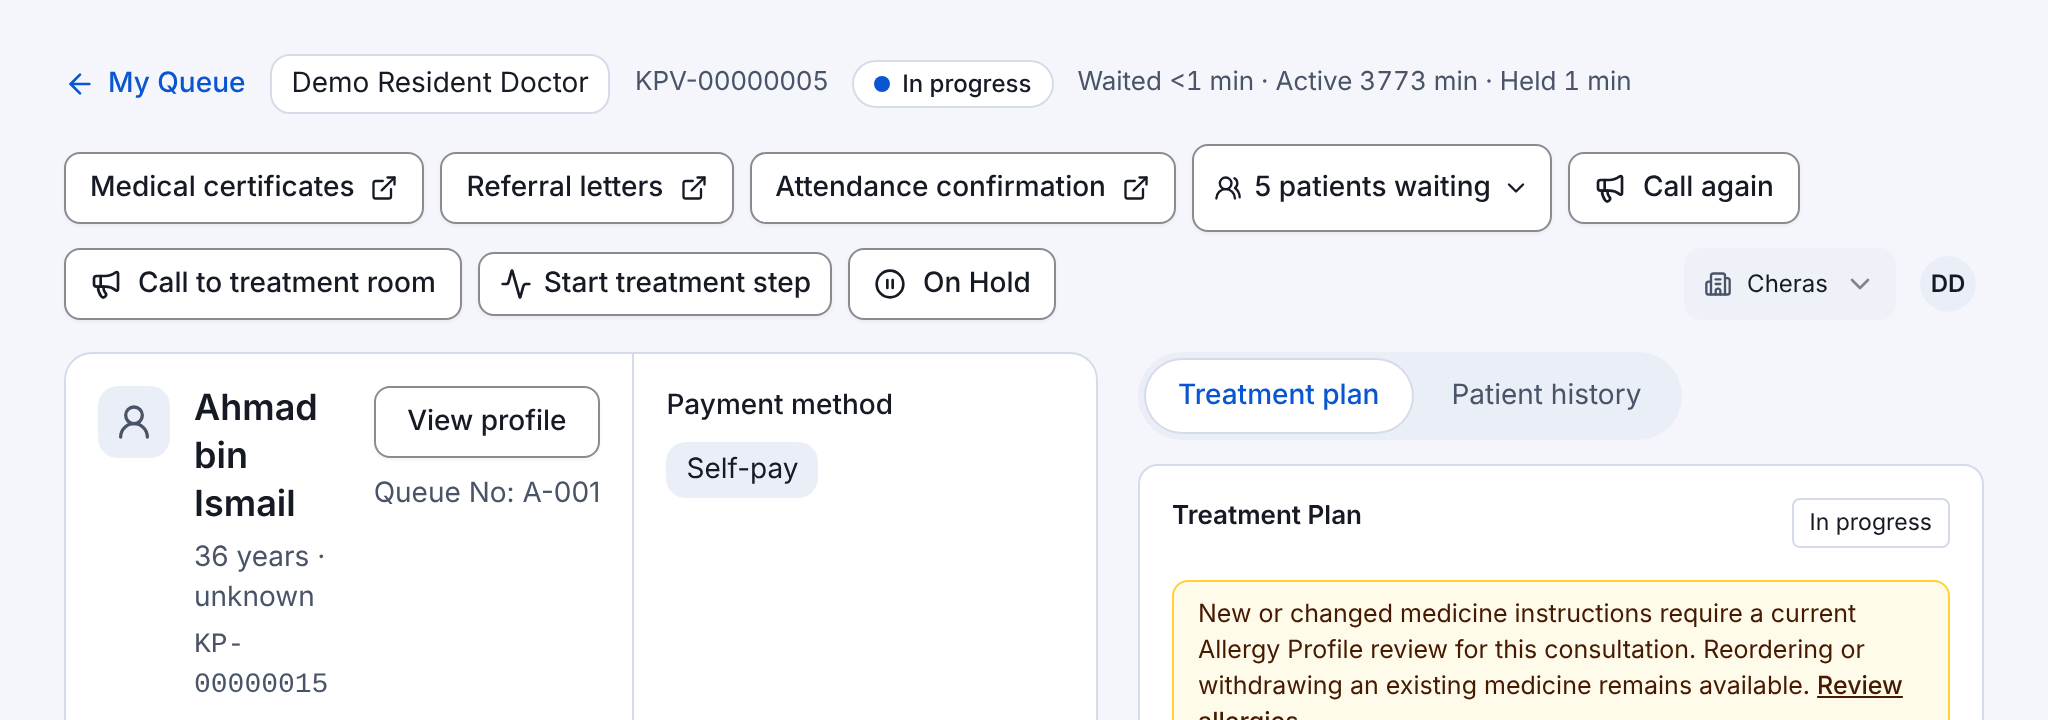 My Queue
Demo Resident Doctor
KPV-00000005
In progress
Waited <1 min · Active 3773 min · Held 1 min
Medical certificates
Referral letters
Attendance confirmation
5 patients waiting
Call again
Call to treatment room
Start treatment step
On Hold
Cheras
DD
Ahmad
bin
Ismail
View profile
Queue No: A-001
36 years ·
unknown
KP-
00000015
Payment method
Self-pay
Treatment plan
Patient history
Treatment Plan
In progress
New or changed medicine instructions require a current
Allergy Profile review for this consultation. Reordering or
withdrawing an existing medicine remains available. Review
allergies